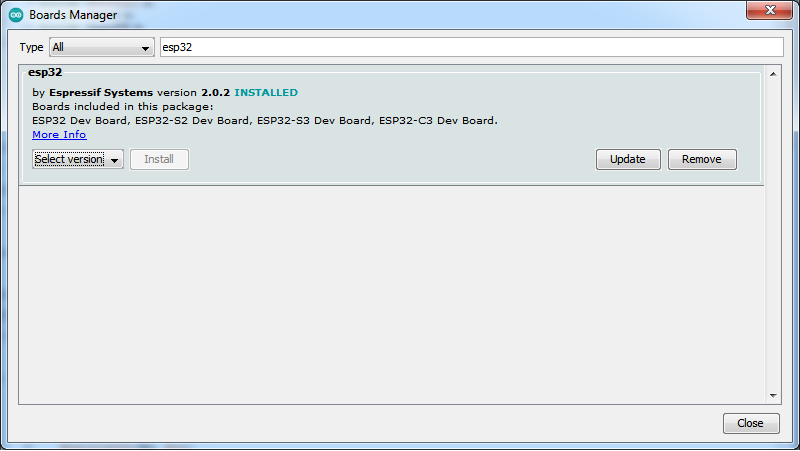 Boards Manager
Type All esp32
esp32
by Espressif Systems version 2.0.2 INSTALLED
Boards included in this package:
ESP32 Dev Board, ESP32-S2 Dev Board, ESP32-S3 Dev Board, ESP32-C3 Dev Board.
More Info
Select version Install Update Remove
Close